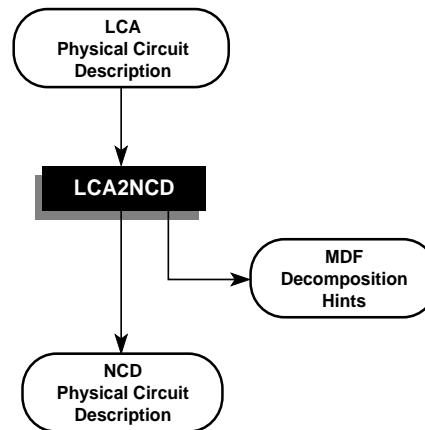 LCA
Physical Circuit
Description
LCA2NCD
MDF
Decomposition
Hints
NCD
Physical Circuit
Description